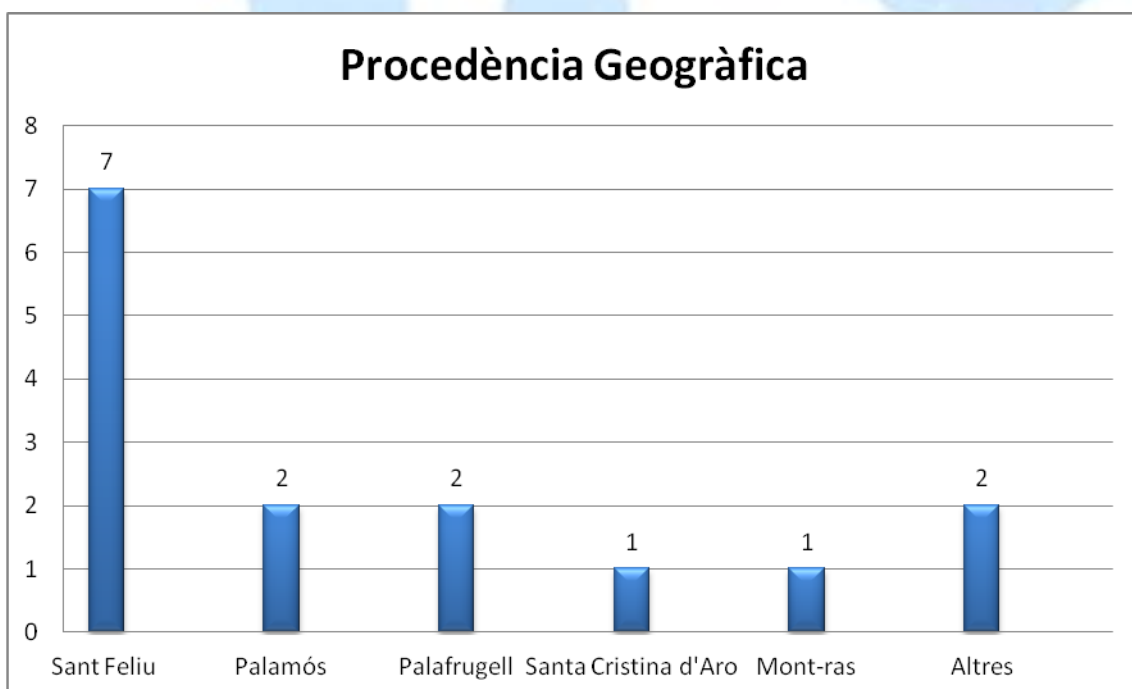 Procedència Geogràfica
8
7
6
5
4
3
2
1
0
7
2
2
1
1
2
Sant Feliu
Palamós
Palafrugell
Santa Cristina d'Aro
Mont-ras
Altres